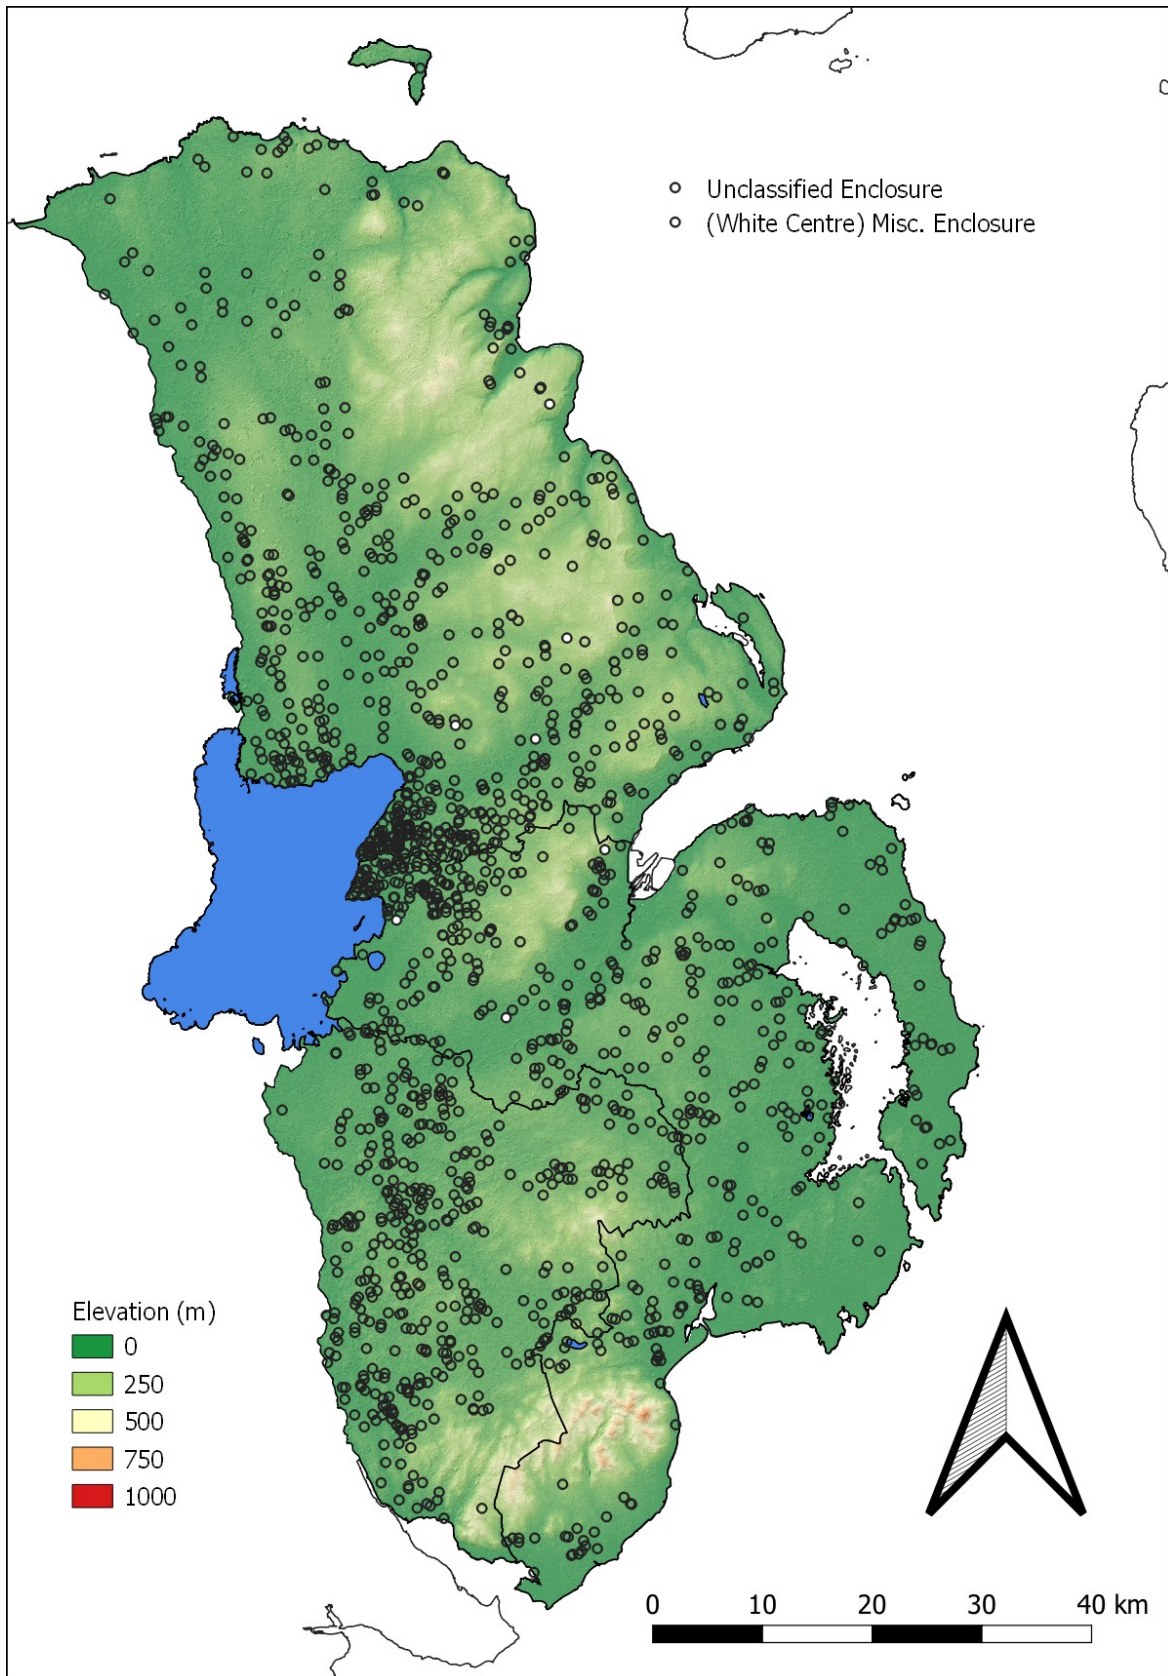 Unclassified Enclosure
(White Centre) Misc. Enclosure
Elevation (m)
0
250
500
750
1000
0 10 20 30 40 km